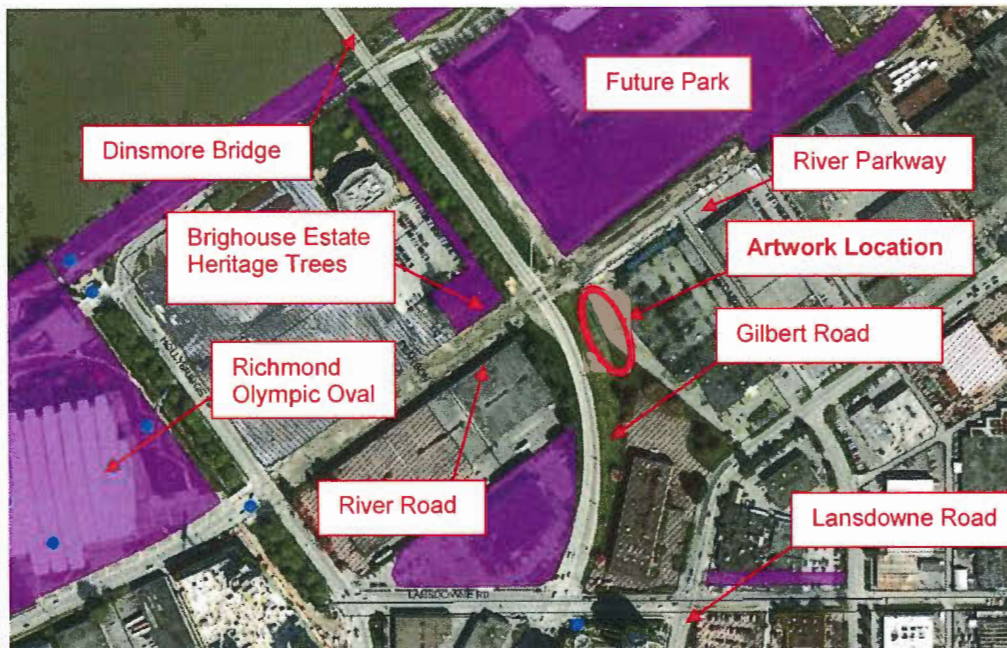 Future Park
Dinsmore Bridge
River Parkway
Brighouse Estate
Heritage Trees
Artwork Location
Gilbert Road
Richmond
Olympic Oval
River Road
Lansdowne Road
LANSDOWNE RD